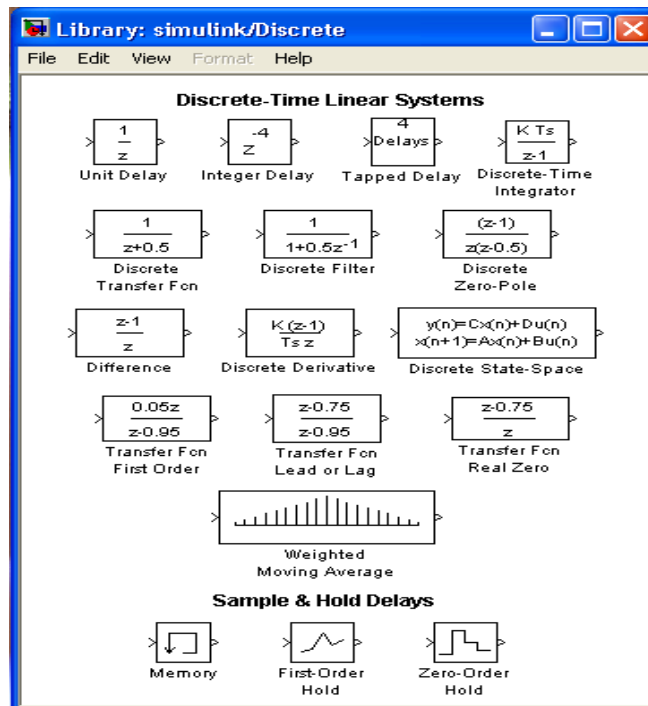 Library: simulink/Discrete
File Edit View Format Help
Discrete-Time Linear Systems
1
z
Unit Delay
-4
Z
Integer Delay
4
Delays
Tapped Delay
K Ts
z-1
Discrete-Time
Integrator
1
z+0.5
Discrete
Transfer Fcn
1
1+0.5z-1
Discrete Filter
(z-1)
z(z-0.5)
Discrete
Zero-Pole
z-1
z
Difference
K (z-1)
Ts z
Discrete Derivative
y(n)=Cx(n)+Du(n)
x(n+1)=Ax(n)+Bu(n)
Discrete State-Space
0.05z
z-0.95
Transfer Fcn
First Order
z-0.75
z-0.95
Transfer Fcn
Lead or Lag
z-0.75
z
Transfer Fcn
Real Zero
Weighted
Moving Average
Sample & Hold Delays
Memory
First-Order
Hold
Zero-Order
Hold